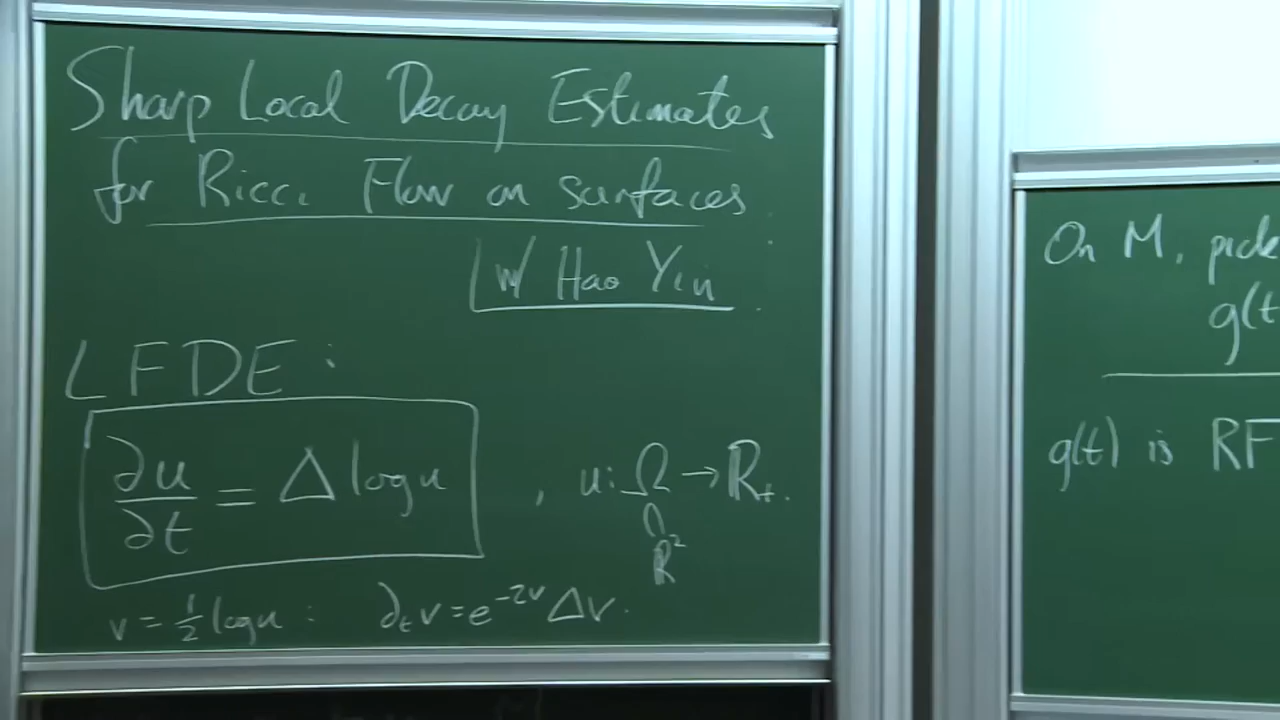 Sharp Local Decay Estimates
for Ricci Flow on surfaces
w/ Hao Yin
LFDE:
∂u/∂t = Δ log u , u: Ω → ℝ₊.
∩
ℝ²
v = ½ log u : ∂ₜv = e^{-2v} Δv.
On M, pick
g(t
g(t) is RF